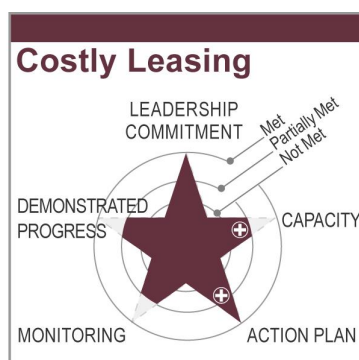 Costly Leasing
LEADERSHIP
COMMITMENT
Met
Partially Met
Not Met
DEMONSTRATED
PROGRESS
CAPACITY
MONITORING
ACTION PLAN